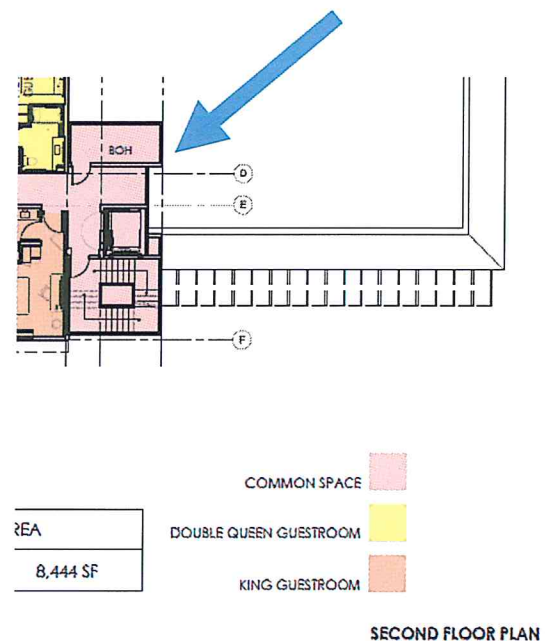 BOH
D
E
F
COMMON SPACE
DOUBLE QUEEN GUESTROOM
KING GUESTROOM
REA
8,444 SF
SECOND FLOOR PLAN